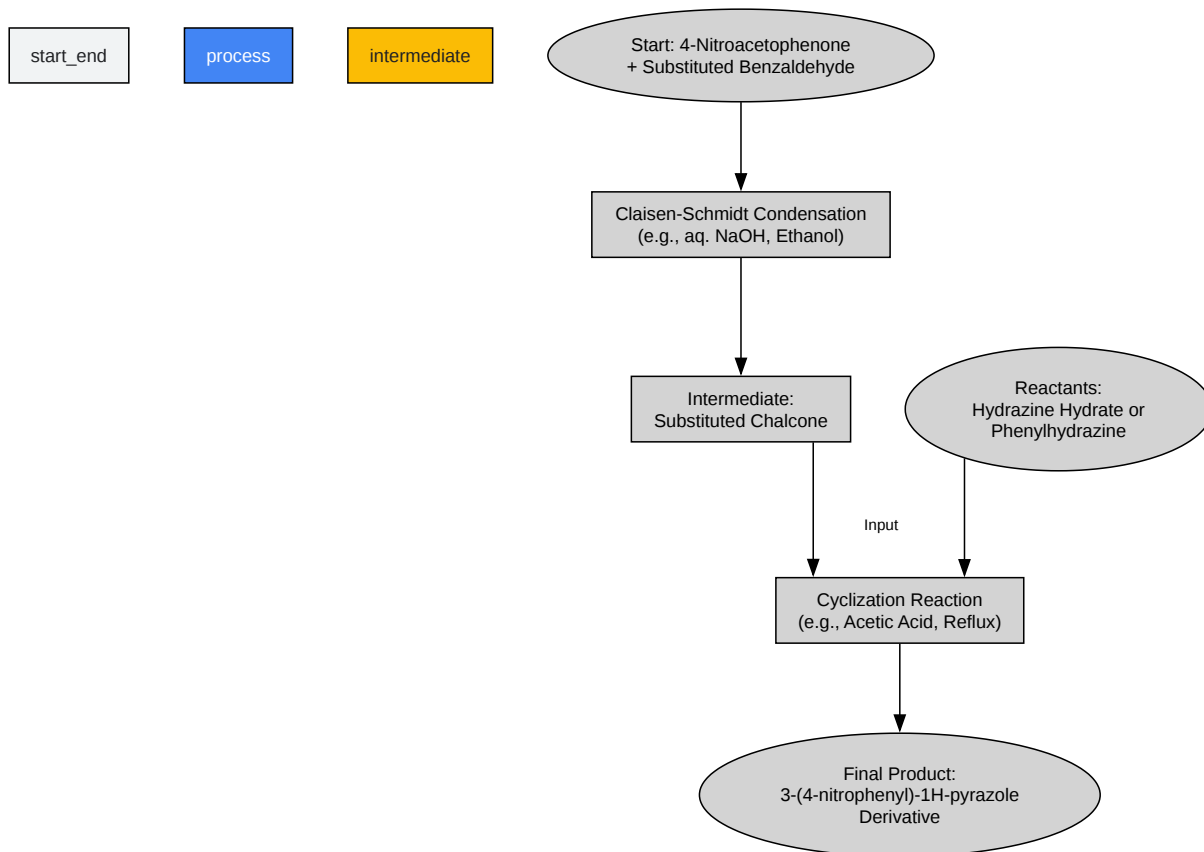 start_end
process
intermediate
Start: 4-Nitroacetophenone
+ Substituted Benzaldehyde
Claisen-Schmidt Condensation
(e.g., aq. NaOH, Ethanol)
Intermediate:
Substituted Chalcone
Reactants:
Hydrazine Hydrate or
Phenylhydrazine
Input
Cyclization Reaction
(e.g., Acetic Acid, Reflux)
Final Product:
3-(4-nitrophenyl)-1H-pyrazole
Derivative